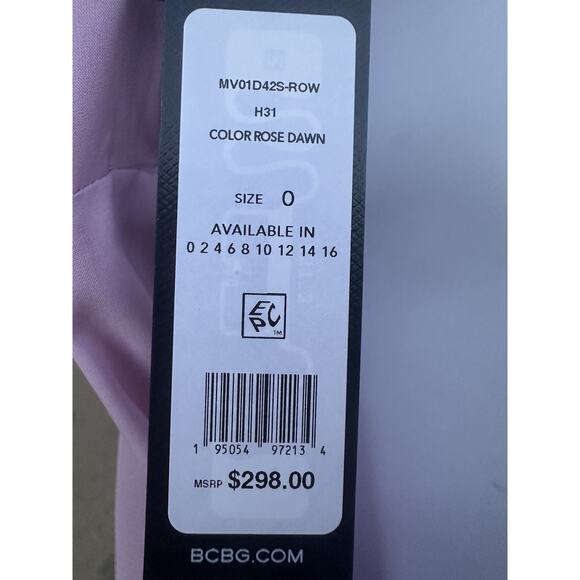 MV01D42S-ROW
H31
COLOR ROSE DAWN
SIZE 0
AVAILABLE IN
0 2 4 6 8 10 12 14 16
EPC™
1 95054 97213 4
MSRP $298.00
BCBG.COM